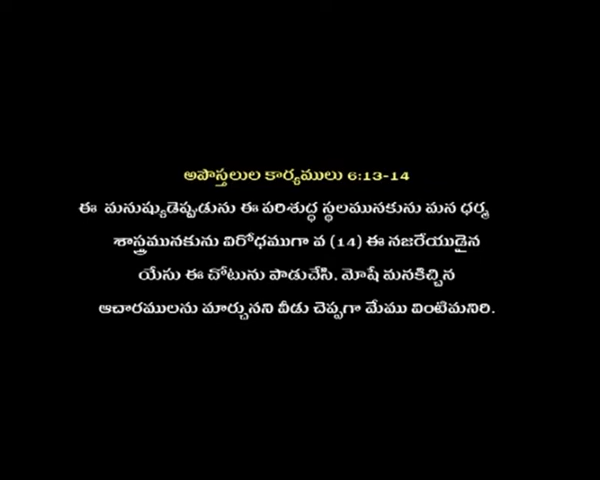 అపొస్తలుల కార్యములు 6:13-14
ఈ మనుష్యుడెప్పడును ఈ పరిశుద్ధ స్థలమునకును మన ధర్మ
శాస్త్రమునకును విరోధముగా వ (14) ఈ నజరేయుడైన
యేసు ఈ చోటును పాడుచేసి, మోషే మనకిచ్చిన
ఆచారములను మార్చునని వీడు చెప్పగా మేము వింటిమనిరి.